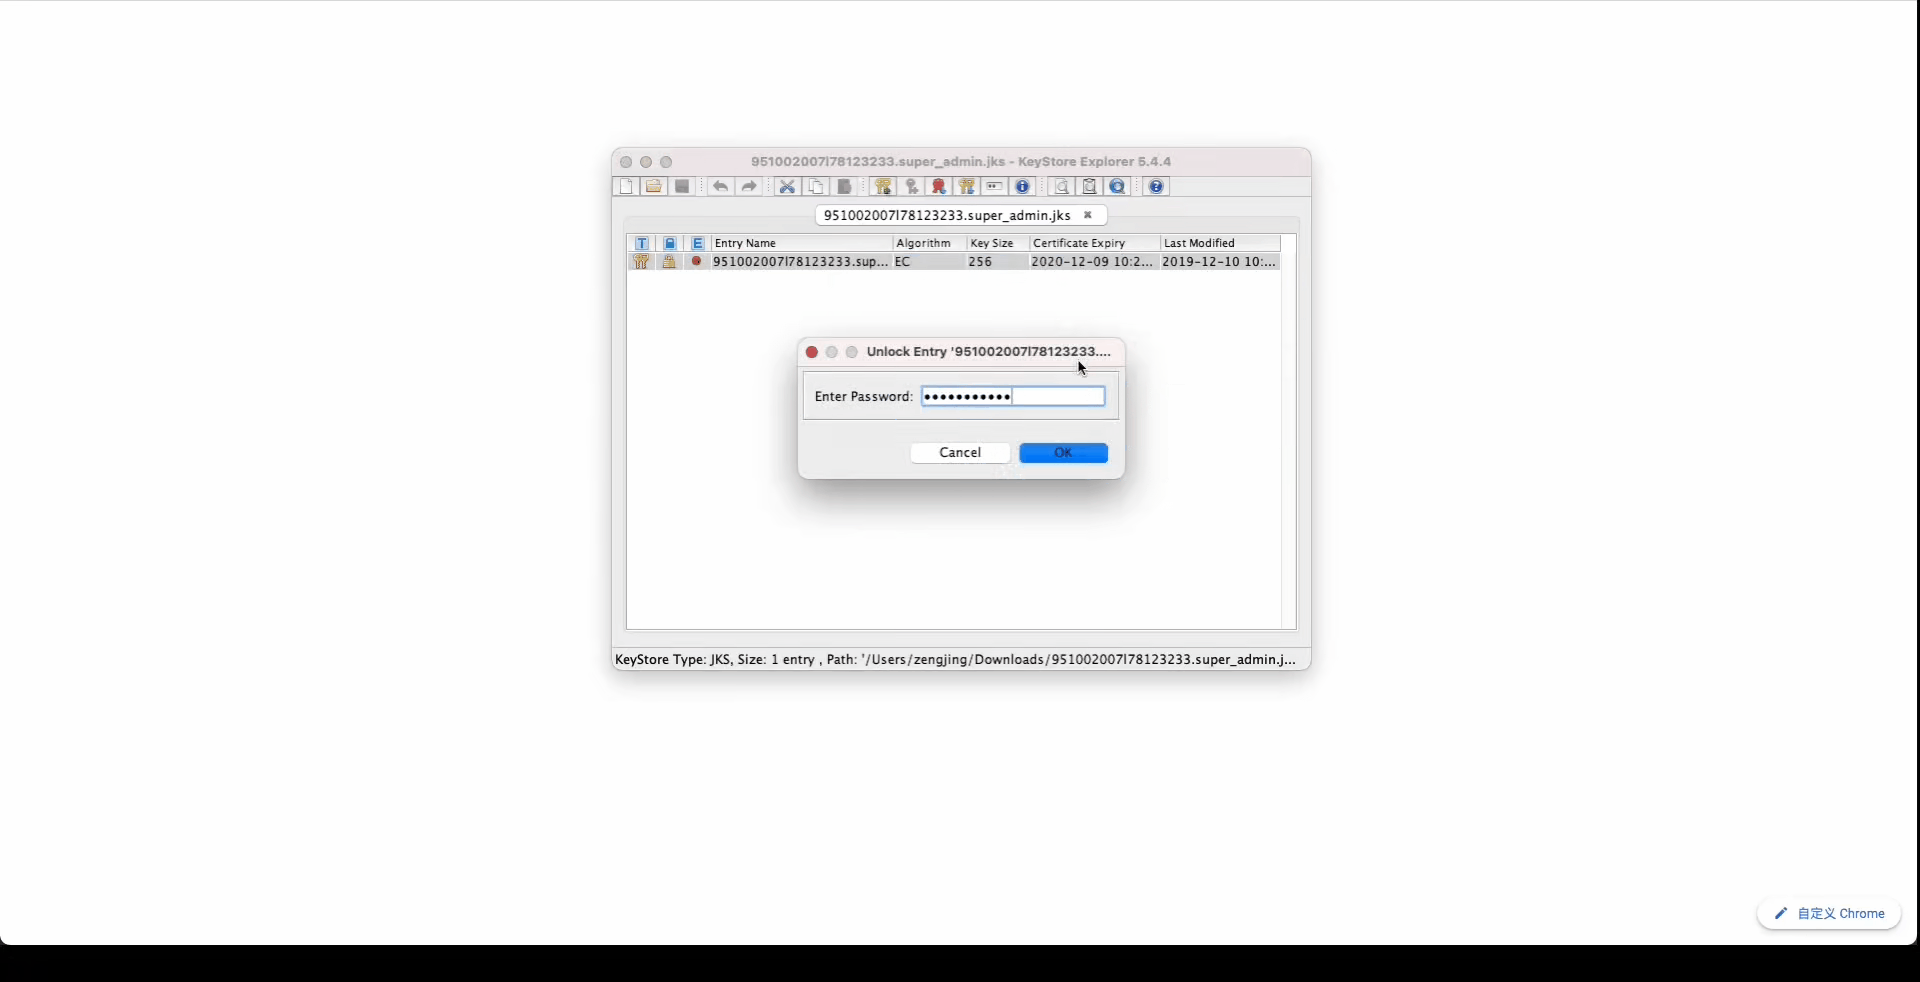 951002007l78123233.super_admin.jks - KeyStore Explorer 5.4.4
951002007l78123233.super_admin.jks
T E Entry Name Algorithm Key Size Certificate Expiry Last Modified
951002007l78123233.sup... EC 256 2020-12-09 10:2... 2019-12-10 10:...
Unlock Entry '951002007l78123233....
Enter Password: •••••••••••
Cancel OK
KeyStore Type: JKS, Size: 1 entry , Path: '/Users/zengjing/Downloads/951002007l78123233.super_admin.j...
自定义 Chrome